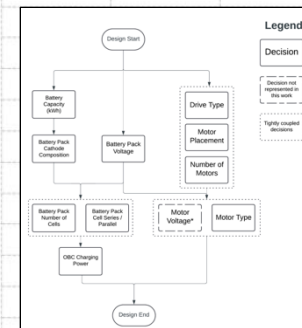 Legend
Design Start
Decision
Battery
Capacity
(kWh)
Drive Type
Decision not
represented in
this work
Motor
Placement
Tightly coupled
decisions
Battery Pack
Cathode
Composition
Battery Pack
Voltage
Number of
Motors
Battery Pack
Number of
Cells
Battery Pack
Cell Series /
Parallel
Motor
Voltage*
Motor Type
OBC Charging
Power
Design End